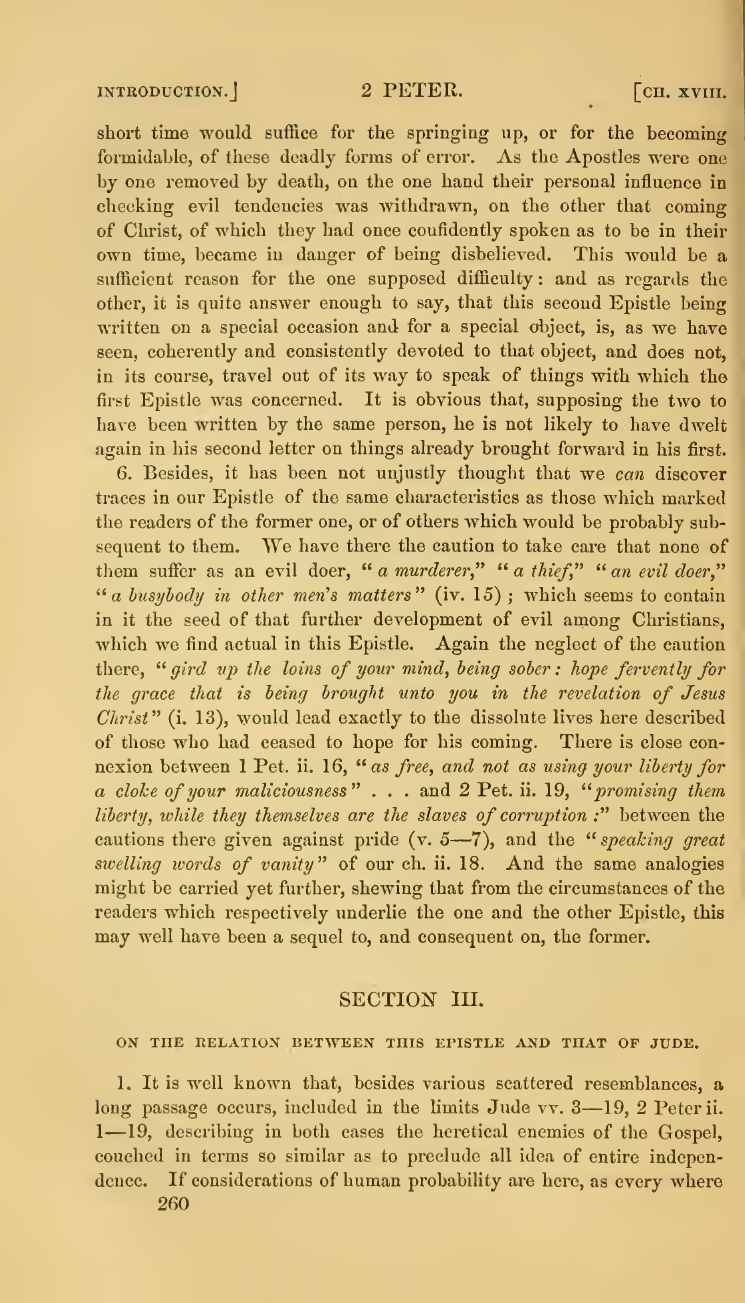 INTRODUCTION.] 2 PETER. [CH. XVIII.
short time would suffice for the springing up, or for the becoming
formidable, of these deadly forms of error. As the Apostles were one
by one removed by death, on the one hand their personal influence in
checking evil tendencies was withdrawn, on the other that coming
of Christ, of which they had once confidently spoken as to be in their
own time, became in danger of being disbelieved. This would be a
sufficient reason for the one supposed difficulty: and as regards the
other, it is quite answer enough to say, that this second Epistle being
written on a special occasion and for a special object, is, as we have
seen, coherently and consistently devoted to that object, and does not,
in its course, travel out of its way to speak of things with which the
first Epistle was concerned. It is obvious that, supposing the two to
have been written by the same person, he is not likely to have dwelt
again in his second letter on things already brought forward in his first.
6. Besides, it has been not unjustly thought that we can discover
traces in our Epistle of the same characteristics as those which marked
the readers of the former one, or of others which would be probably sub-
sequent to them. We have there the caution to take care that none of
them suffer as an evil doer, “ a murderer,” “ a thief,” “ an evil doer,”
“ a busybody in other men's matters” (iv. 15) ; which seems to contain
in it the seed of that further development of evil among Christians,
which we find actual in this Epistle. Again the neglect of the caution
there, “ gird up the loins of your mind, being sober : hope fervently for
the grace that is being brought unto you in the revelation of Jesus
Christ” (i. 13), would lead exactly to the dissolute lives here described
of those who had ceased to hope for his coming. There is close con-
nexion between 1 Pet. ii. 16, “ as free, and not as using your liberty for
a cloke of your maliciousness” . . . and 2 Pet. ii. 19, “promising them
liberty, while they themselves are the slaves of corruption :” between the
cautions there given against pride (v. 5—7), and the “speaking great
swelling words of vanity” of our ch. ii. 18. And the same analogies
might be carried yet further, shewing that from the circumstances of the
readers which respectively underlie the one and the other Epistle, this
may well have been a sequel to, and consequent on, the former.
SECTION III.
ON THE RELATION BETWEEN THIS EPISTLE AND THAT OF JUDE.
1. It is well known that, besides various scattered resemblances, a
long passage occurs, included in the limits Jude vv. 3—19, 2 Peter ii.
1—19, describing in both cases the heretical enemies of the Gospel,
couched in terms so similar as to preclude all idea of entire indepen-
dence. If considerations of human probability are here, as every where
260